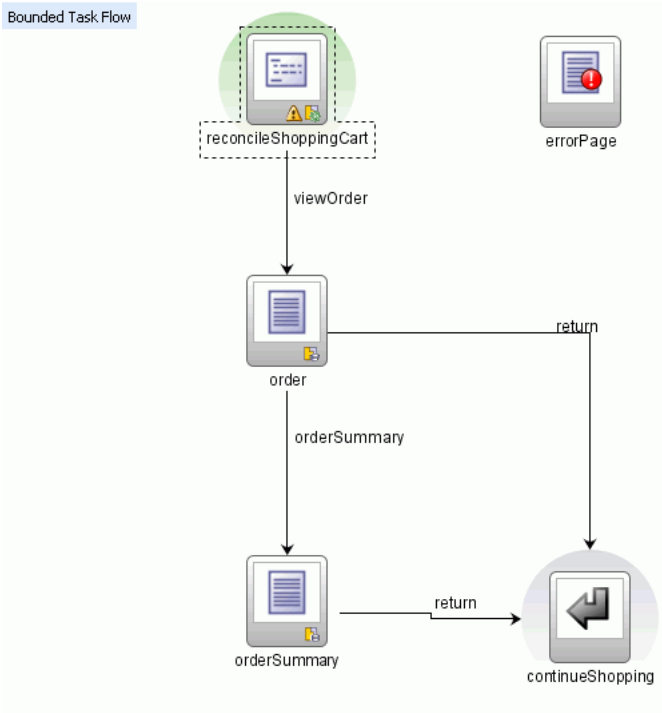 Bounded Task Flow
reconcileShoppingCart
errorPage
viewOrder
return
order
orderSummary
return
orderSummary
continueShopping